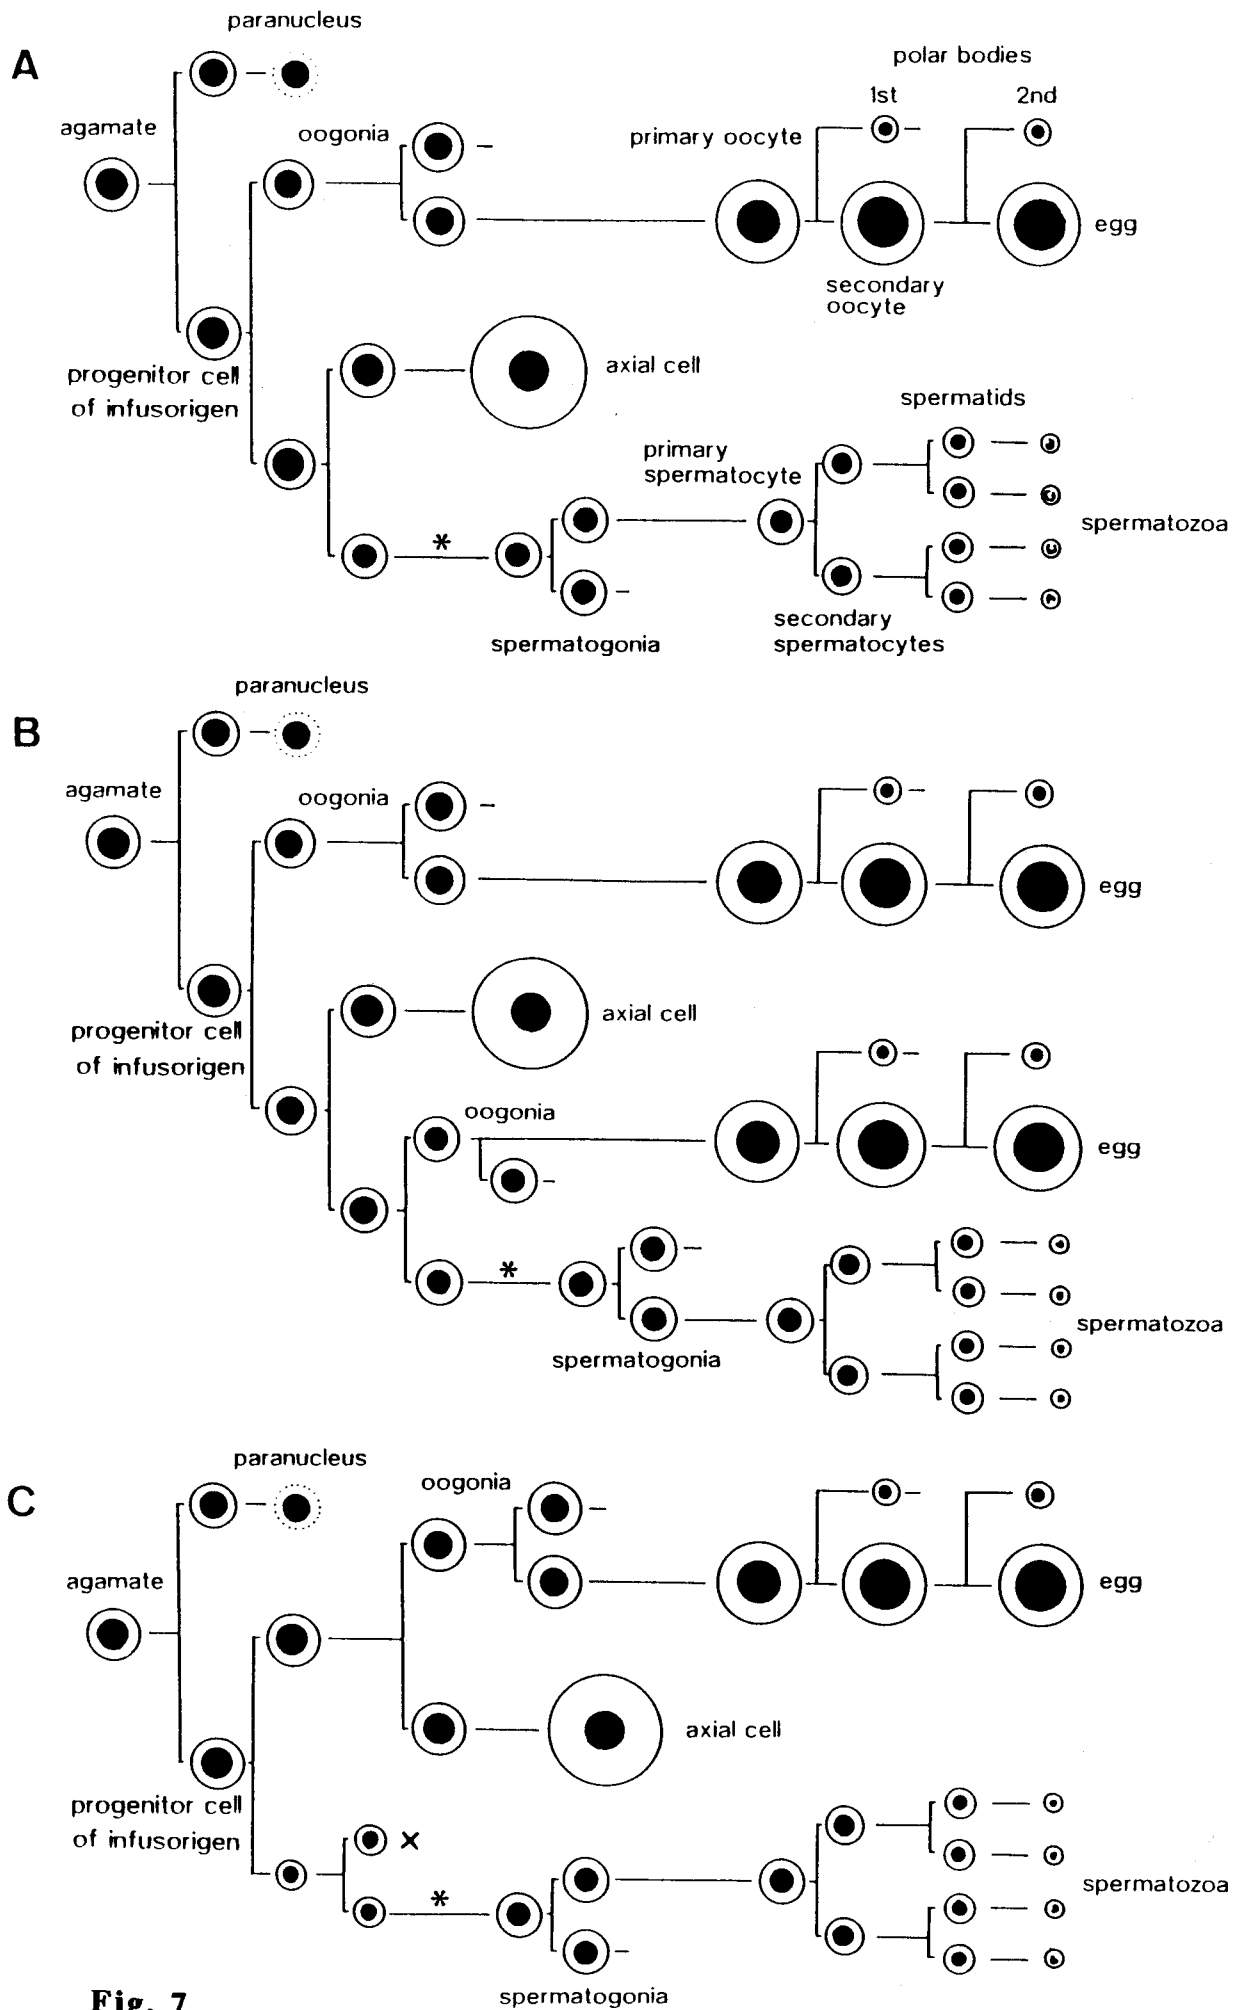 paranucleus
A
polar bodies
1st
2nd
agamate
oogonia
primary oocyte
egg
secondary
oocyte
progenitor cell
of infusorigen
axial cell
spermatids
primary
spermatocyte
*
spermatozoa
secondary
spermatocytes
spermatogonia
paranucleus
B
agamate
oogonia
egg
axial cell
progenitor cell
of infusorigen
oogonia
egg
*
spermatozoa
spermatogonia
paranucleus
C
oogonia
agamate
egg
axial cell
progenitor cell
of infusorigen
×
*
spermatozoa
spermatogonia
Fig. 7